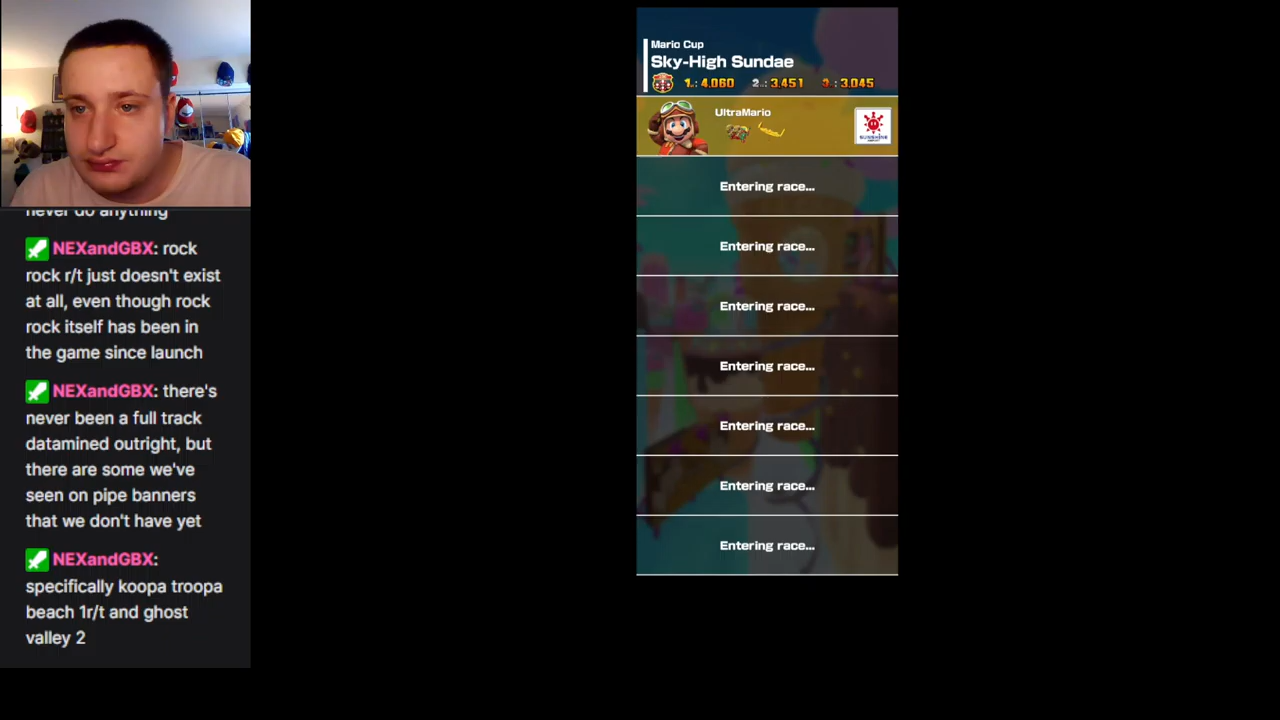 never do anything
NEXandGBX: rock
rock r/t just doesn't exist
at all, even though rock
rock itself has been in
the game since launch
NEXandGBX: there's
never been a full track
datamined outright, but
there are some we've
seen on pipe banners
that we don't have yet
NEXandGBX:
specifically koopa troopa
beach 1r/t and ghost
valley 2
Mario Cup
Sky-High Sundae
1.: 4.060 2.: 3.451 3.: 3.045
UltraMario
SUNSHINE
Entering race...
Entering race...
Entering race...
Entering race...
Entering race...
Entering race...
Entering race...